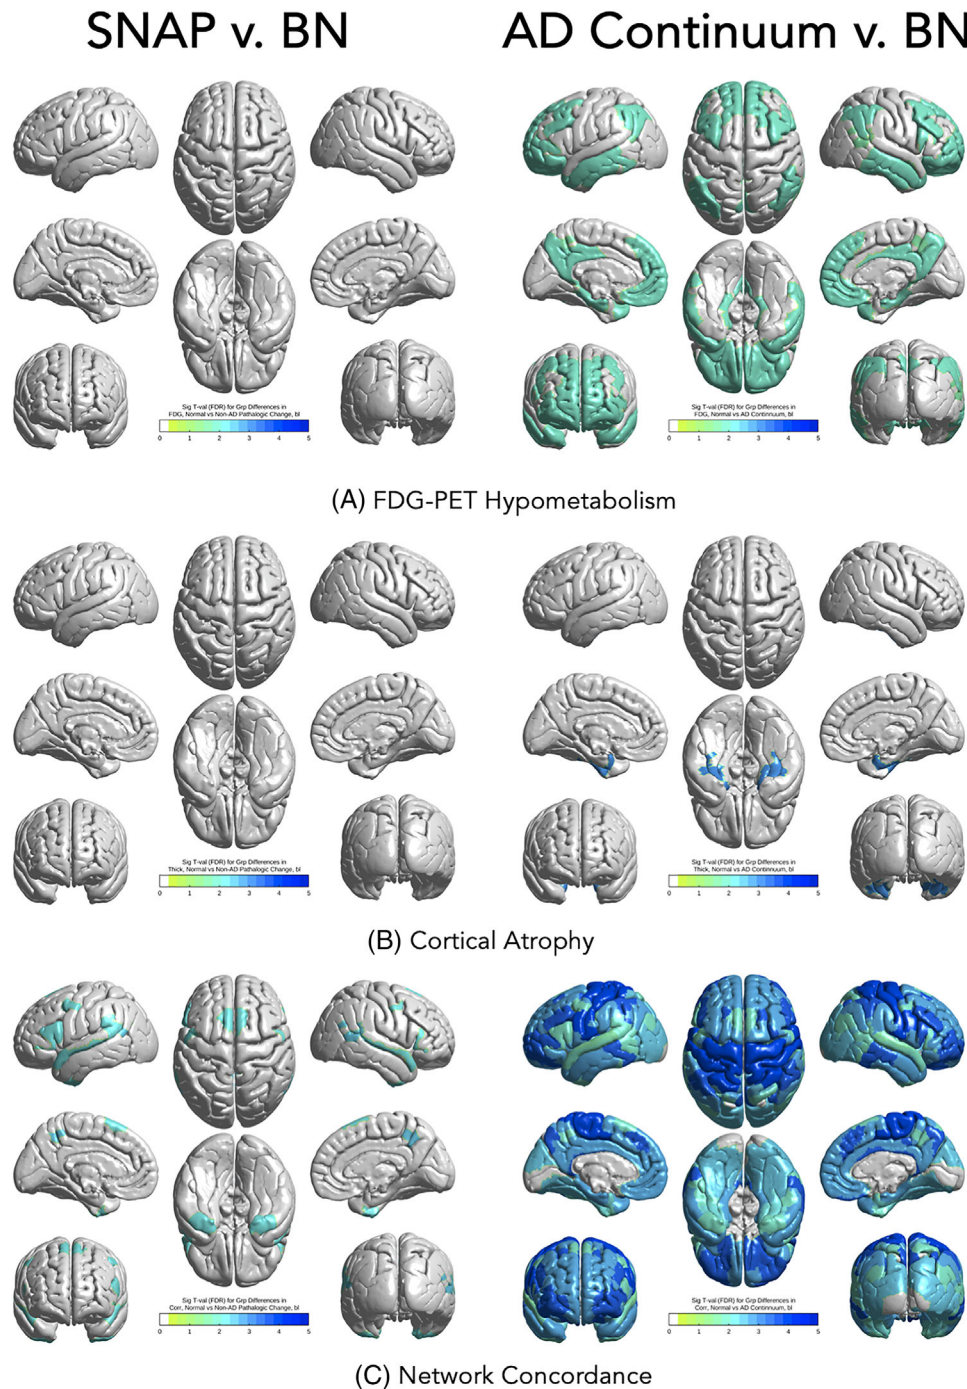 SNAP v. BN
AD Continuum v. BN
Sig T-val (FDR) for Grp Differences in
FDG, Normal vs Non-AD Pathalogic Change, bl
0 1 2 3 4 5
Sig T-val (FDR) for Grp Differences in
FDG, Normal vs AD Continnuum, bl
0 1 2 3 4 5
(A) FDG-PET Hypometabolism
Sig T-val (FDR) for Grp Differences in
Thick, Normal vs Non-AD Pathalogic Change, bl
0 1 2 3 4 5
Sig T-val (FDR) for Grp Differences in
Thick, Normal vs AD Continnuum, bl
0 1 2 3 4 5
(B) Cortical Atrophy
Sig T-val (FDR) for Grp Differences in
Corr, Normal vs Non-AD Pathalogic Change, bl
0 1 2 3 4 5
Sig T-val (FDR) for Grp Differences in
Corr, Normal vs AD Continnuum, bl
0 1 2 3 4 5
(C) Network Concordance